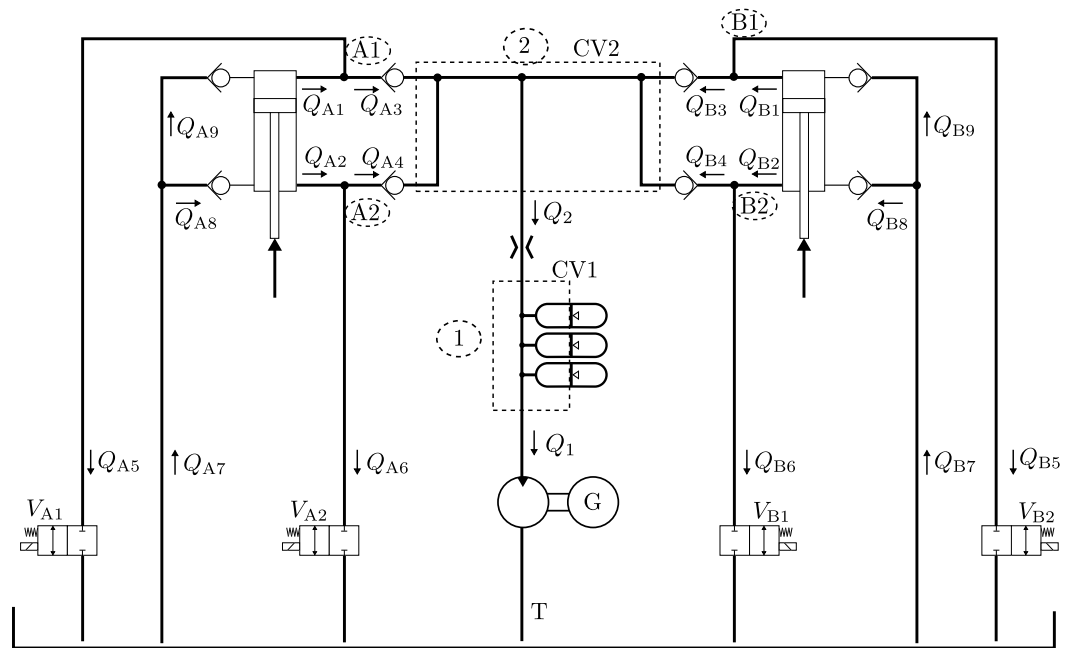 A1 2 CV2 B1
Q_A1 Q_A3 Q_B3 Q_B1
Q_A9 Q_B9
Q_A2 Q_A4 Q_B4 Q_B2
Q_A8 A2 Q_2 B2 Q_B8
CV1
1
Q_1
Q_A5 Q_A7 Q_A6 Q_B6 Q_B7 Q_B5
V_A1 V_A2 G V_B1 V_B2
T